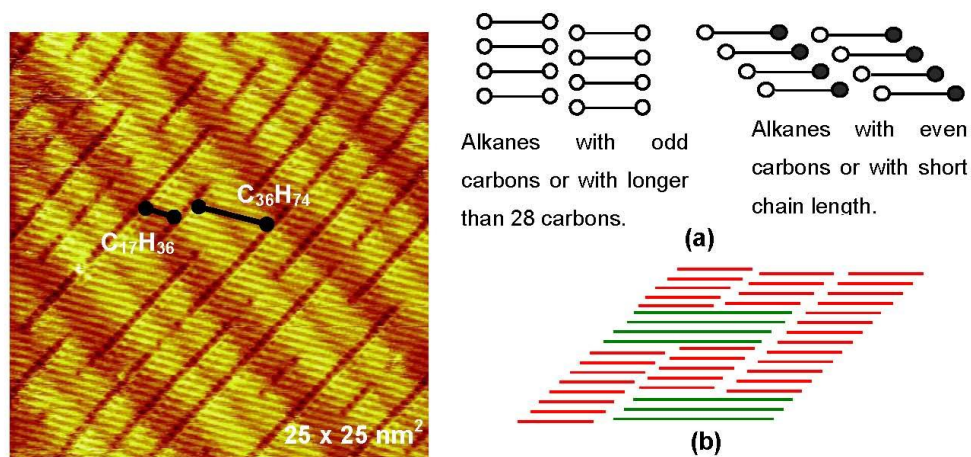 C36H74
C17H36
25 x 25 nm2
Alkanes with odd
carbons or with longer
than 28 carbons.
Alkanes with even
carbons or with short
chain length.
(a)
(b)